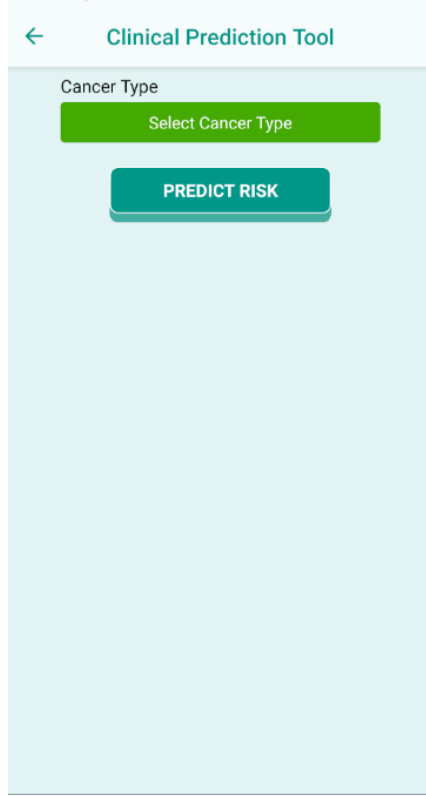 Clinical Prediction Tool
Cancer Type
Select Cancer Type
PREDICT RISK